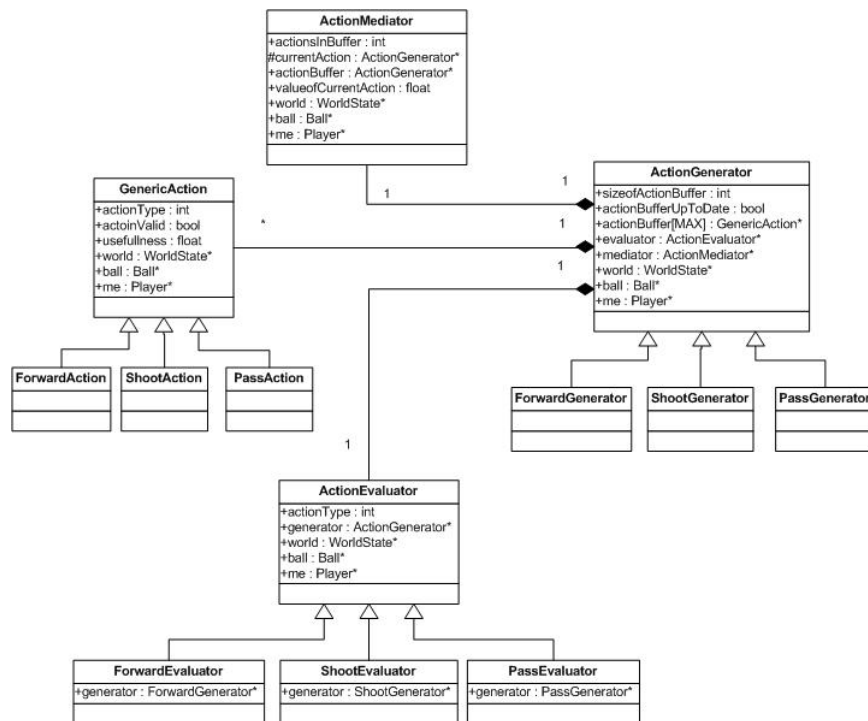 ActionMediator
+actionsInBuffer : int
#currentAction : ActionGenerator*
+actionBuffer : ActionGenerator*
+valueofCurrentAction : float
+world : WorldState*
+ball : Ball*
+me : Player*
1
1
ActionGenerator
+sizeofActionBuffer : int
+actionBufferUpToDate : bool
+actionBuffer[MAX] : GenericAction*
+evaluator : ActionEvaluator*
+mediator : ActionMediator*
+world : WorldState*
+ball : Ball*
+me : Player*
GenericAction
+actionType : int
+actoinValid : bool
+usefullness : float
+world : WorldState*
+ball : Ball*
+me : Player*
*
1
1
ForwardAction
ShootAction
PassAction
ForwardGenerator
ShootGenerator
PassGenerator
1
ActionEvaluator
+actionType : int
+generator : ActionGenerator*
+world : WorldState*
+ball : Ball*
+me : Player*
ForwardEvaluator
+generator : ForwardGenerator*
ShootEvaluator
+generator : ShootGenerator*
PassEvaluator
+generator : PassGenerator*